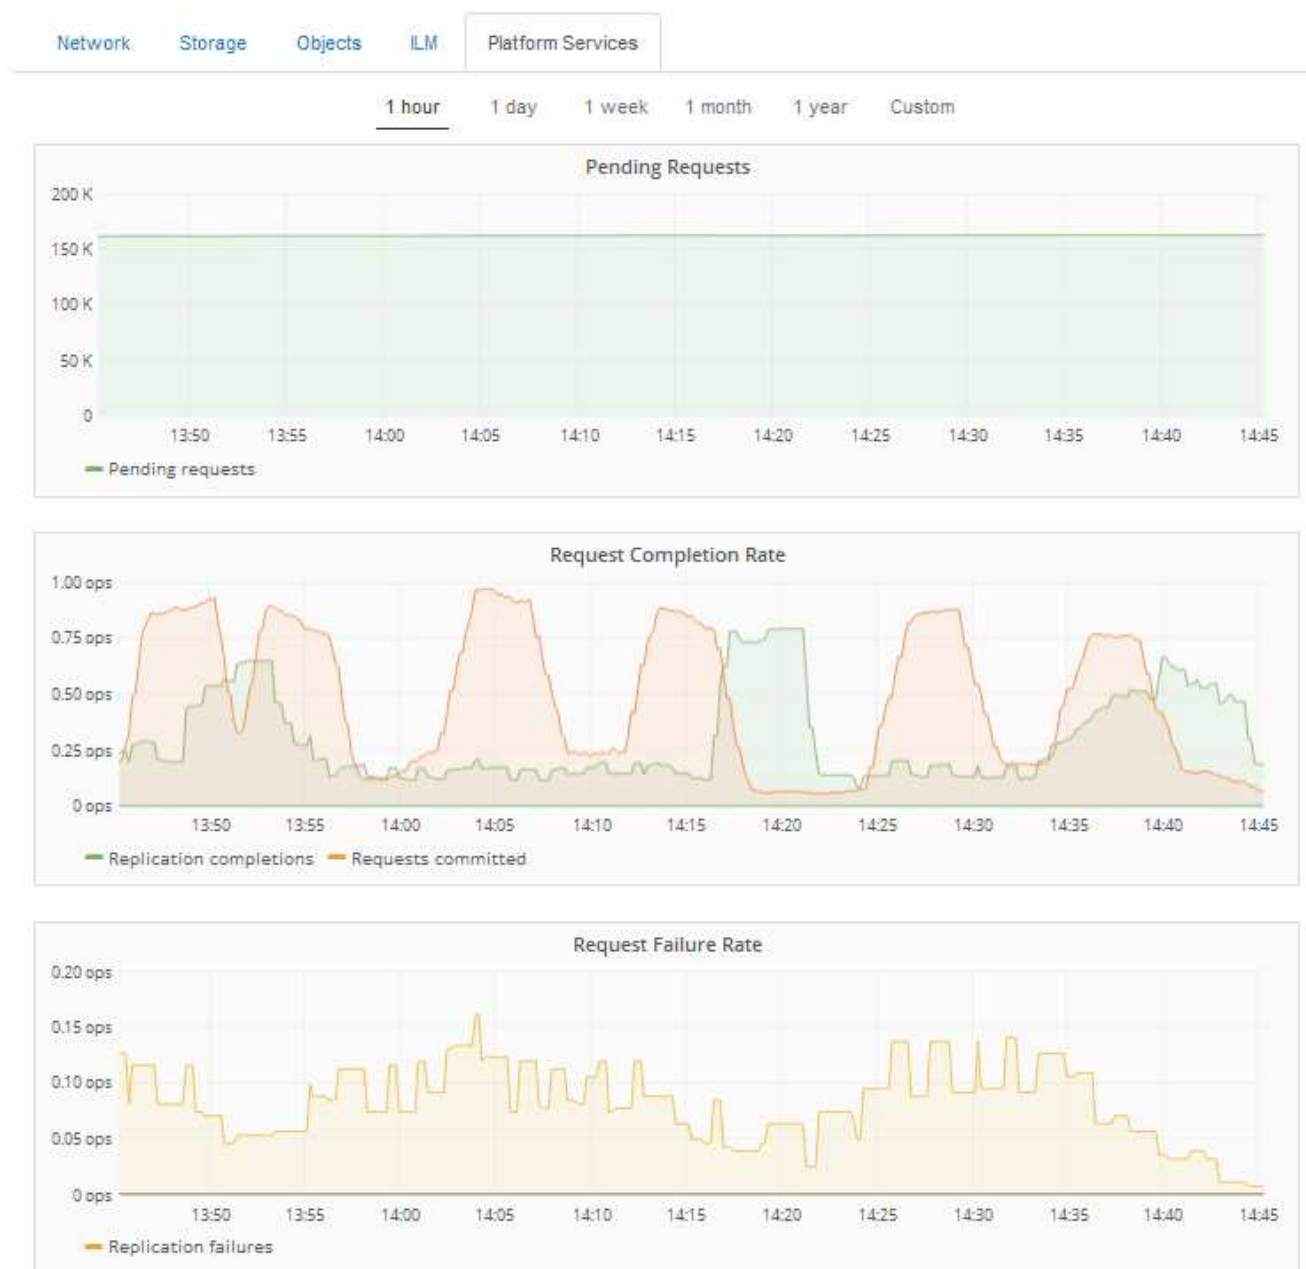 Network Storage Objects ILM Platform Services
1 hour 1 day 1 week 1 month 1 year Custom
Pending Requests
200 K
150 K
100 K
50 K
0
13:50 13:55 14:00 14:05 14:10 14:15 14:20 14:25 14:30 14:35 14:40 14:45
Pending requests
Request Completion Rate
1.00 ops
0.75 ops
0.50 ops
0.25 ops
0 ops
13:50 13:55 14:00 14:05 14:10 14:15 14:20 14:25 14:30 14:35 14:40 14:45
Replication completions Requests committed
Request Failure Rate
0.20 ops
0.15 ops
0.10 ops
0.05 ops
0 ops
13:50 13:55 14:00 14:05 14:10 14:15 14:20 14:25 14:30 14:35 14:40 14:45
Replication failures